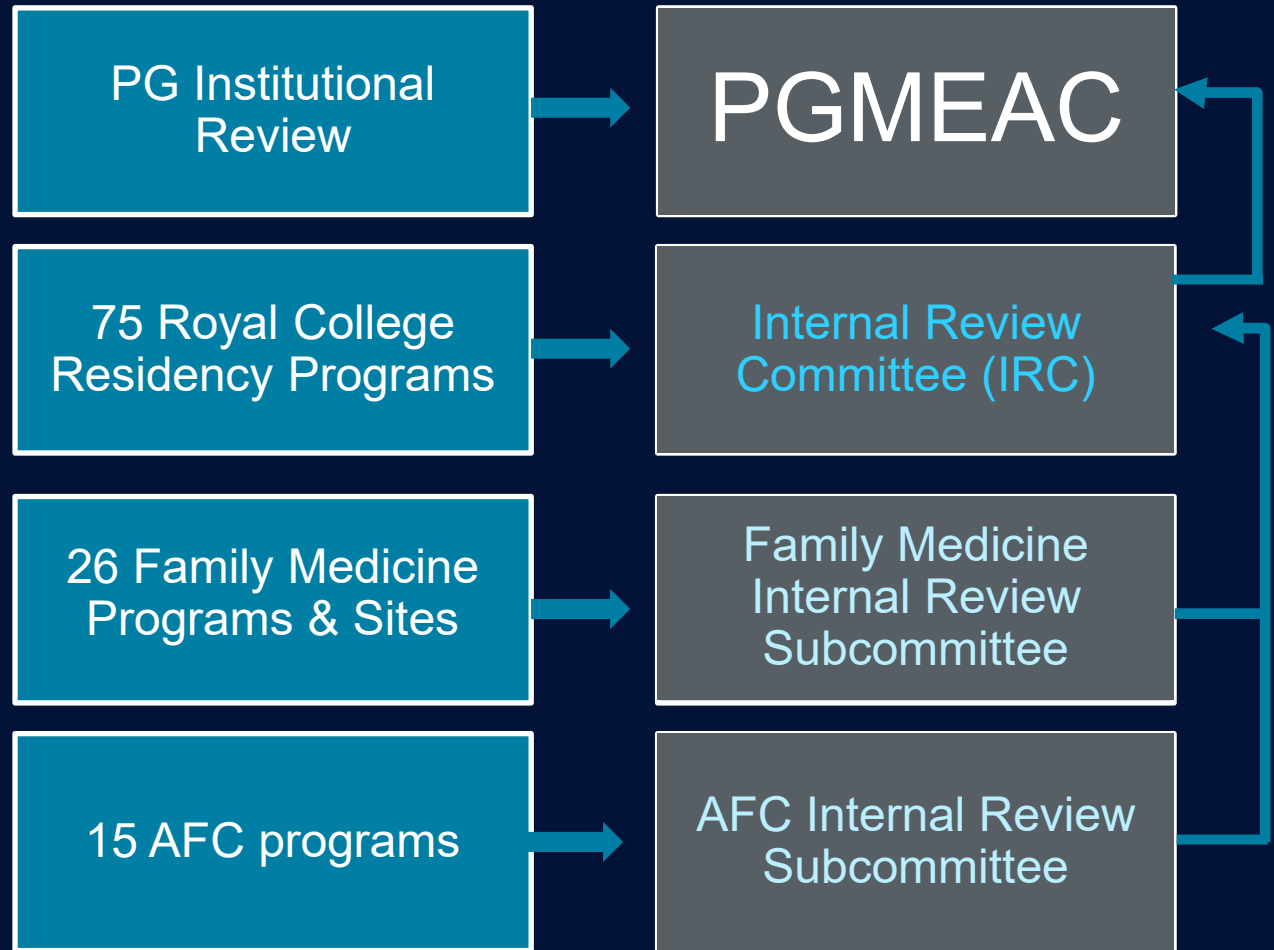 PG Institutional
Review
PGMEAC
75 Royal College
Residency Programs
Internal Review
Committee (IRC)
26 Family Medicine
Programs & Sites
Family Medicine
Internal Review
Subcommittee
15 AFC programs
AFC Internal Review
Subcommittee